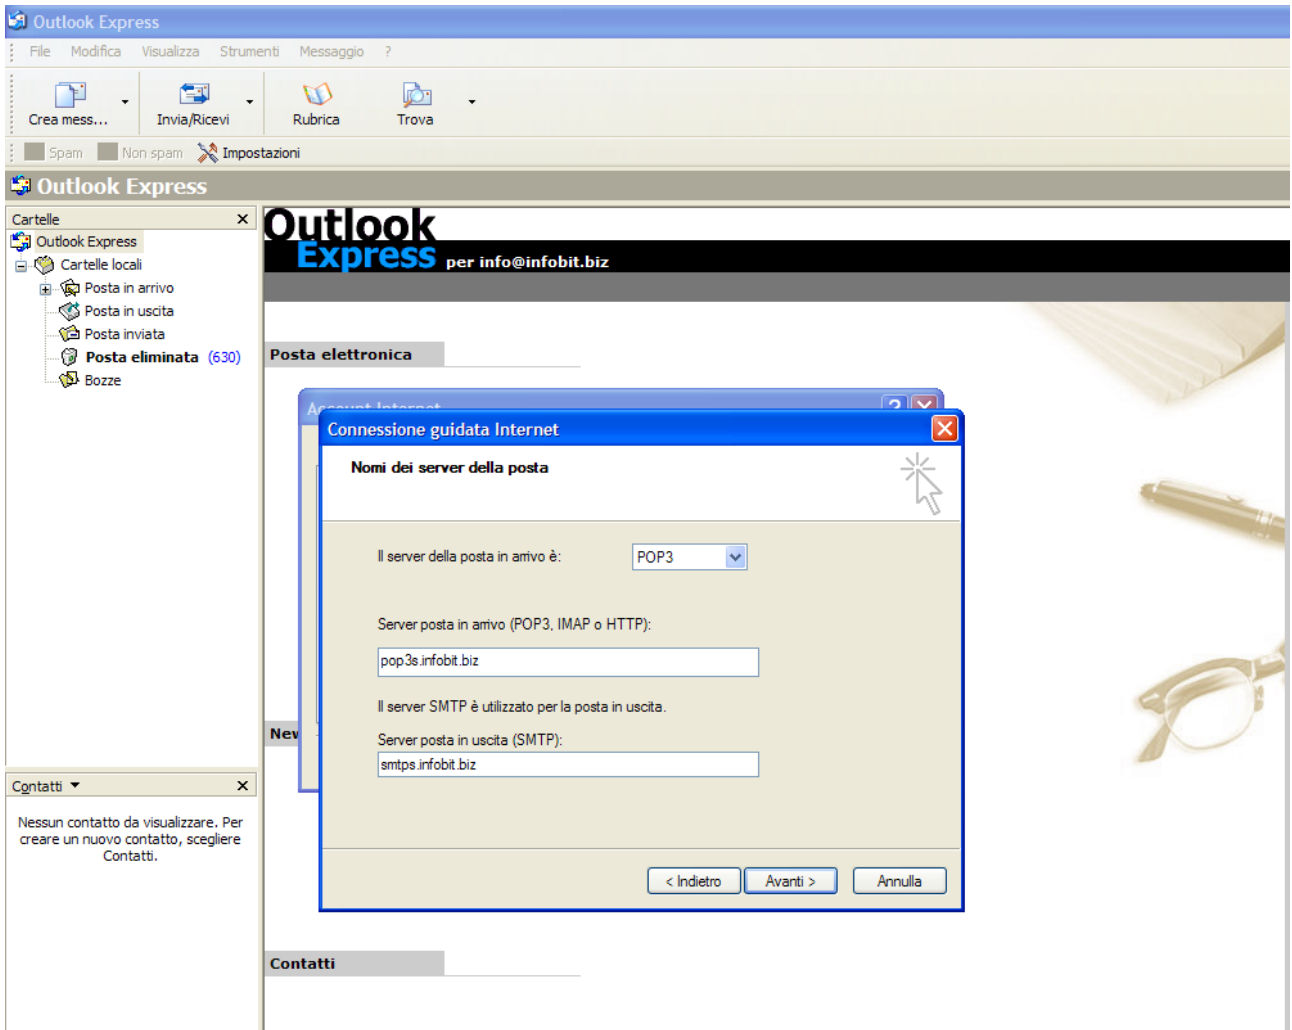 Outlook Express
File Modifica Visualizza Strumenti Messaggio ?
Crea mess... Invia/Ricevi Rubrica Trova
Spam Non spam Impostazioni
Outlook Express
Cartelle
Outlook Express
Cartelle locali
Posta in arrivo
Posta in uscita
Posta inviata
Posta eliminata (630)
Bozze
Contatti
Nessun contatto da visualizzare. Per
creare un nuovo contatto, scegliere
Contatti.
Outlook
Express per info@infobit.biz
Posta elettronica
Account Internet
Connessione guidata Internet
Nomi dei server della posta
Il server della posta in arrivo è: POP3
Server posta in arrivo (POP3, IMAP o HTTP):
pop3s.infobit.biz
Il server SMTP è utilizzato per la posta in uscita.
Server posta in uscita (SMTP):
smtps.infobit.biz
< Indietro Avanti > Annulla
Contatti